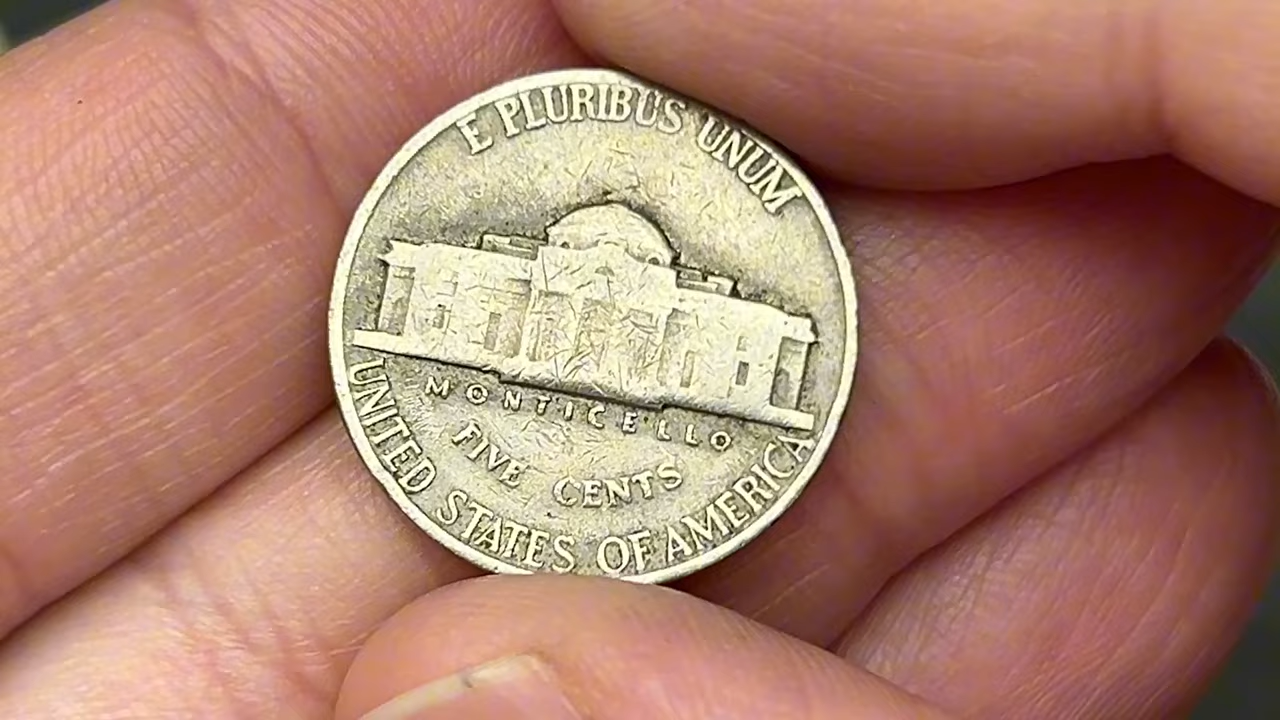 E PLURIBUS UNUM
MONTICELLO
FIVE CENTS
UNITED STATES OF AMERICA